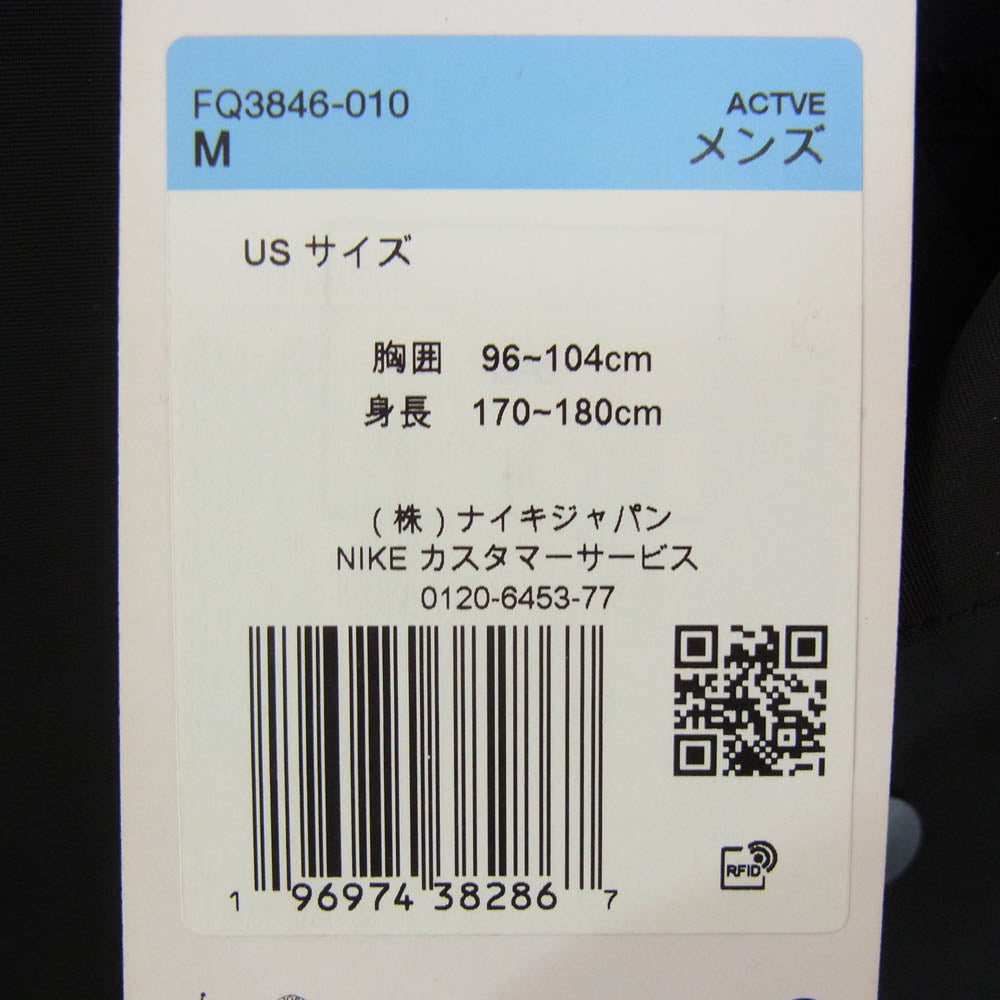 FQ3846-010
ACTVE
M
メンズ
US サイズ
胸囲 96~104cm
身長 170~180cm
(株)ナイキジャパン
NIKE カスタマーサービス
0120-6453-77
1 96974 38286 7
RFID